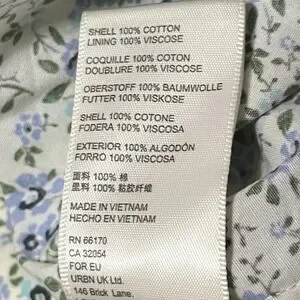 SHELL 100% COTTON
LINING 100% VISCOSE
COQUILLE 100% COTON
DOUBLURE 100% VISCOSE
OBERSTOFF 100% BAUMWOLLE
FUTTER 100% VISKOSE
SHELL 100% COTONE
FODERA 100% VISCOSA
EXTERIOR 100% ALGODÓN
FORRO 100% VISCOSA
面料 100% 棉
里料 100% 粘胶纤维
MADE IN VIETNAM
HECHO EN VIETNAM
RN 66170
CA 32054
FOR EU
URBN UK Ltd.
146 Brick Lane,